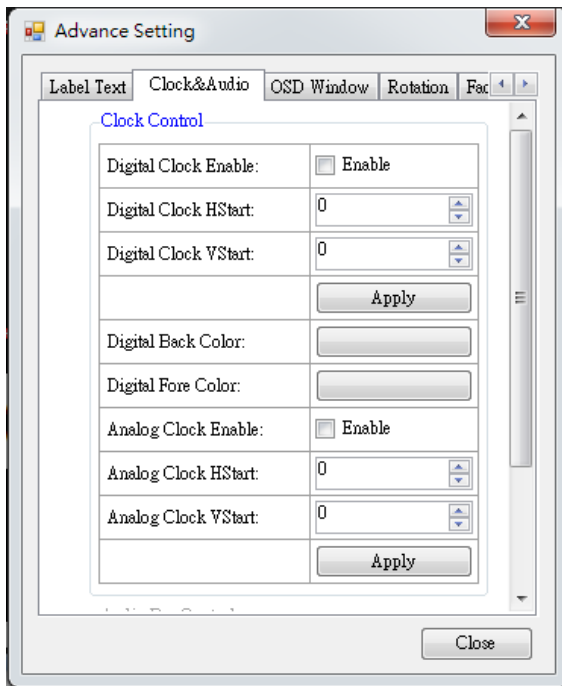 Advance Setting
Label Text Clock&Audio OSD Window Rotation Fac
Clock Control
Digital Clock Enable: Enable
Digital Clock HStart: 0
Digital Clock VStart: 0
Apply
Digital Back Color:
Digital Fore Color:
Analog Clock Enable: Enable
Analog Clock HStart: 0
Analog Clock VStart: 0
Apply
Close